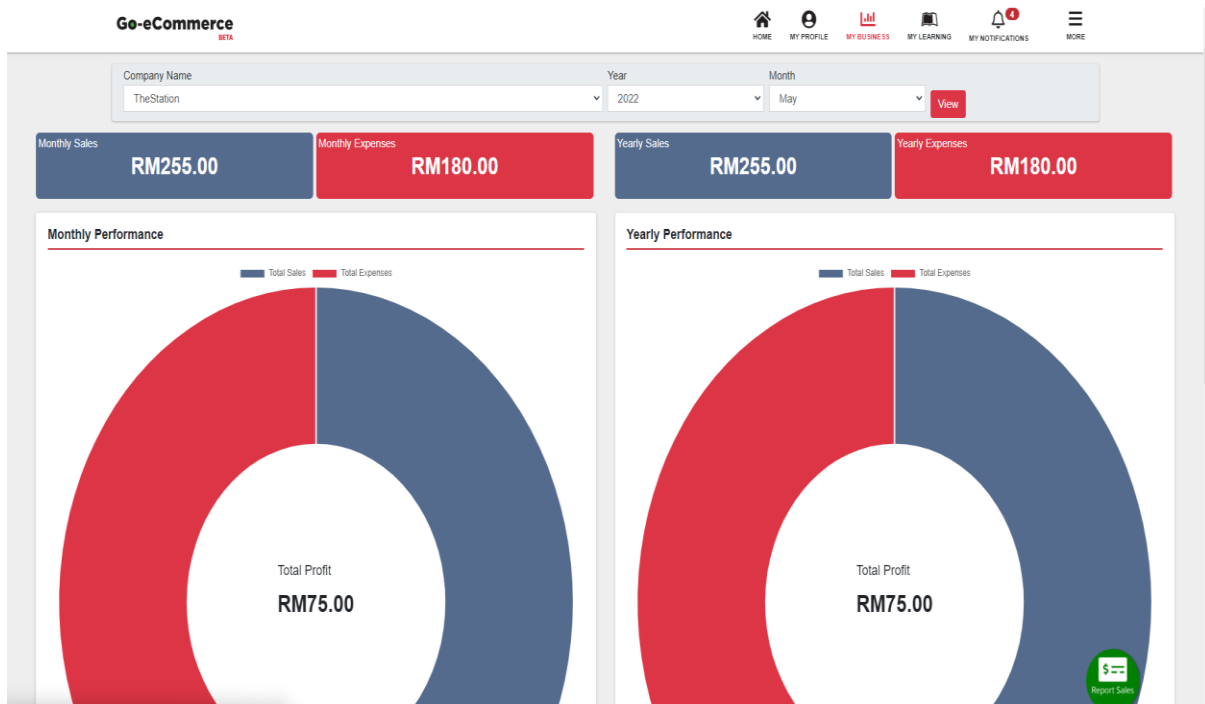 Go-eCommerce
BETA
HOME
MY PROFILE
MY BUSINESS
MY LEARNING
4
MY NOTIFICATIONS
MORE
Company Name
Year
Month
TheStation
2022
May
View
Monthly Sales
RM255.00
Monthly Expenses
RM180.00
Yearly Sales
RM255.00
Yearly Expenses
RM180.00
Monthly Performance
Total Sales
Total Expenses
Total Profit
RM75.00
Yearly Performance
Total Sales
Total Expenses
Total Profit
RM75.00
Report Sales